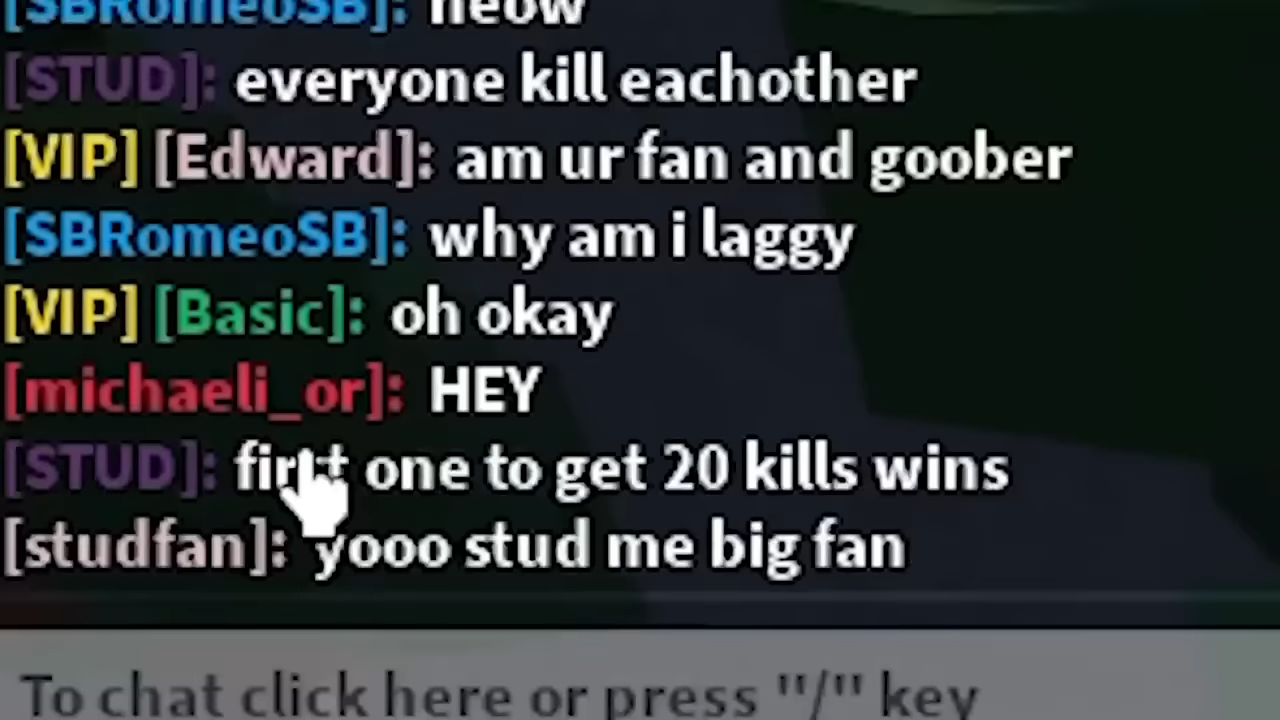 [SBRomeoSB]: heow
[STUD]: everyone kill eachother
[VIP] [Edward]: am ur fan and goober
[SBRomeoSB]: why am i laggy
[VIP] [Basic]: oh okay
[michaeli_or]: HEY
[STUD]: first one to get 20 kills wins
[studfan]: yooo stud me big fan
To chat click here or press "/" key